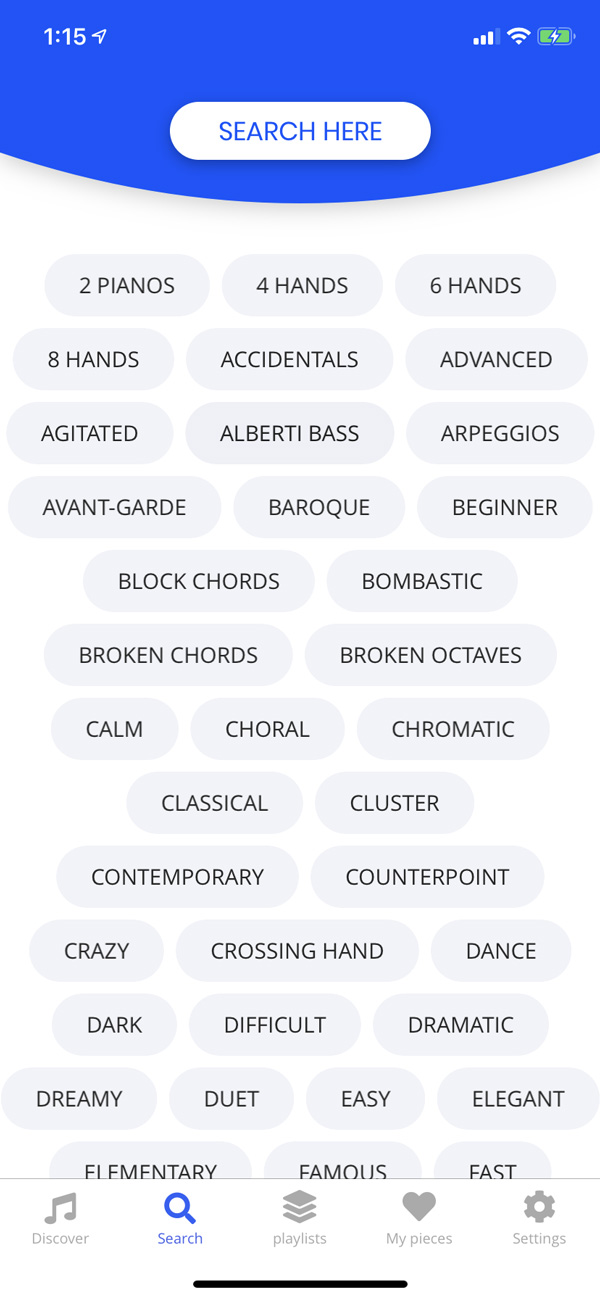 1:15
SEARCH HERE
2 PIANOS 4 HANDS 6 HANDS
8 HANDS ACCIDENTALS ADVANCED
AGITATED ALBERTI BASS ARPEGGIOS
AVANT-GARDE BAROQUE BEGINNER
BLOCK CHORDS BOMBASTIC
BROKEN CHORDS BROKEN OCTAVES
CALM CHORAL CHROMATIC
CLASSICAL CLUSTER
CONTEMPORARY COUNTERPOINT
CRAZY CROSSING HAND DANCE
DARK DIFFICULT DRAMATIC
DREAMY DUET EASY ELEGANT
ELEMENTARY FAMOUS FAST
Discover Search playlists My pieces Settings